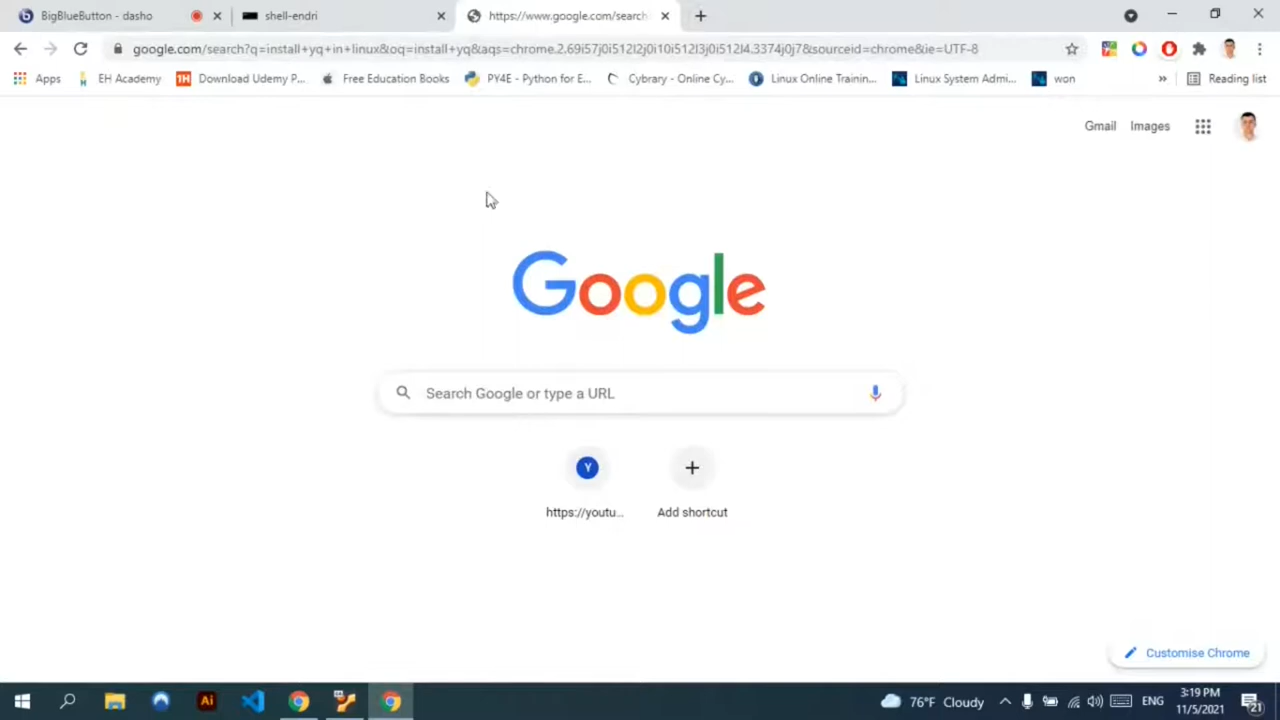 BigBlueButton - dasho
shell-endri
https://www.google.com/search
google.com/search?q=install+yq+in+linux&oq=install+yq&aqs=chrome.2.69i57j0i512l2j0i10i512l3j0i512l4.3374j0j7&sourceid=chrome&ie=UTF-8
Apps
EH Academy
Download Udemy P...
Free Education Books
PY4E - Python for E...
Cybrary - Online Cy...
Linux Online Trainin...
Linux System Admi...
won
»
Reading list
Gmail
Images
Google
Search Google or type a URL
Y
https://youtu...
Add shortcut
Customise Chrome
Ai
76°F Cloudy
ENG
3:19 PM
11/5/2021
21